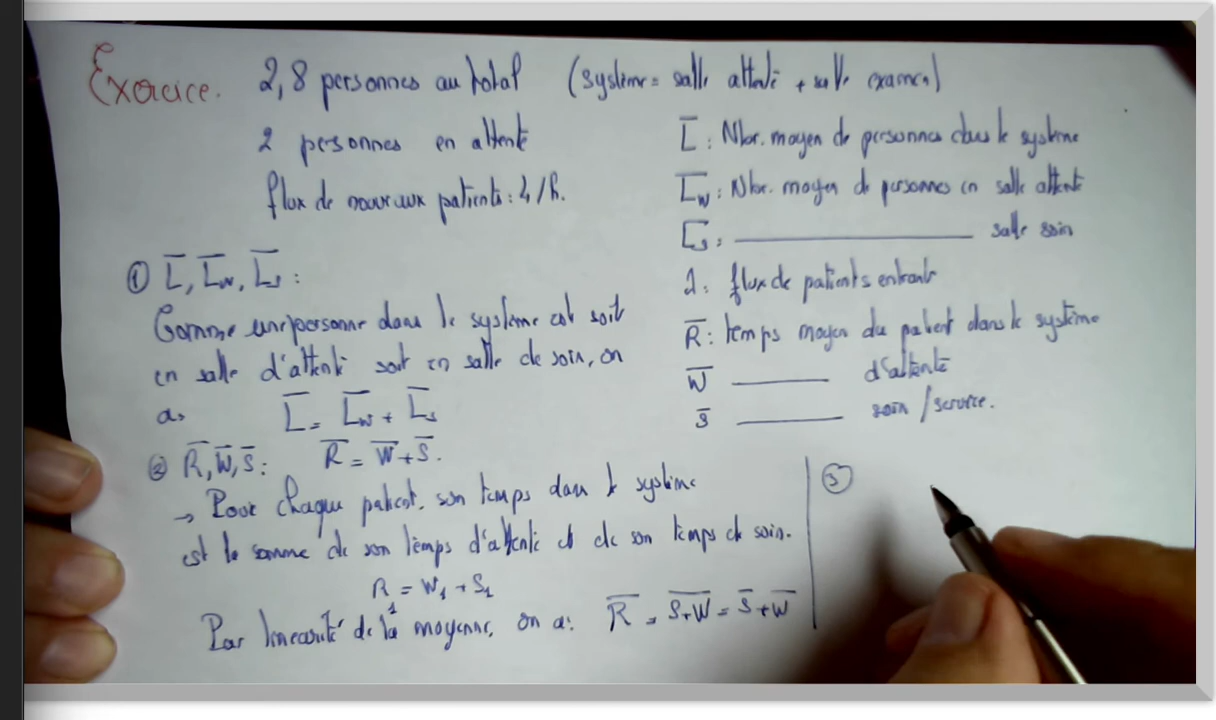 Exercice. 2,8 personnes au total (système = salle attente + salle examen)
2 personnes en attente
flux de nouveaux patients : 4/h.
L̅ : Nbr. moyen de personnes dans le système
L̅w : Nbr. moyen de personnes en salle attente
L̅s : ____________ salle soin
λ : flux de patients entrants
R̅ : temps moyen du patient dans le système
W̅ ________ d'attente
S̅ ________ soin / service.
① L̅, L̅w, L̅s :
Comme une personne dans le système est soit
en salle d'attente soit en salle de soin, on
a, L̅ = L̅w + L̅s
② R̅, W̅, S̅ : R̅ = W̅ + S̅.
→ Pour chaque patient, son temps dans le système
est la somme de son temps d'attente et de son temps de soin.
R₁ = W₁ + S₁
Par linéarité de la moyenne, on a : R̅ = S̅+̅W̅ = S̅ + W̅
③